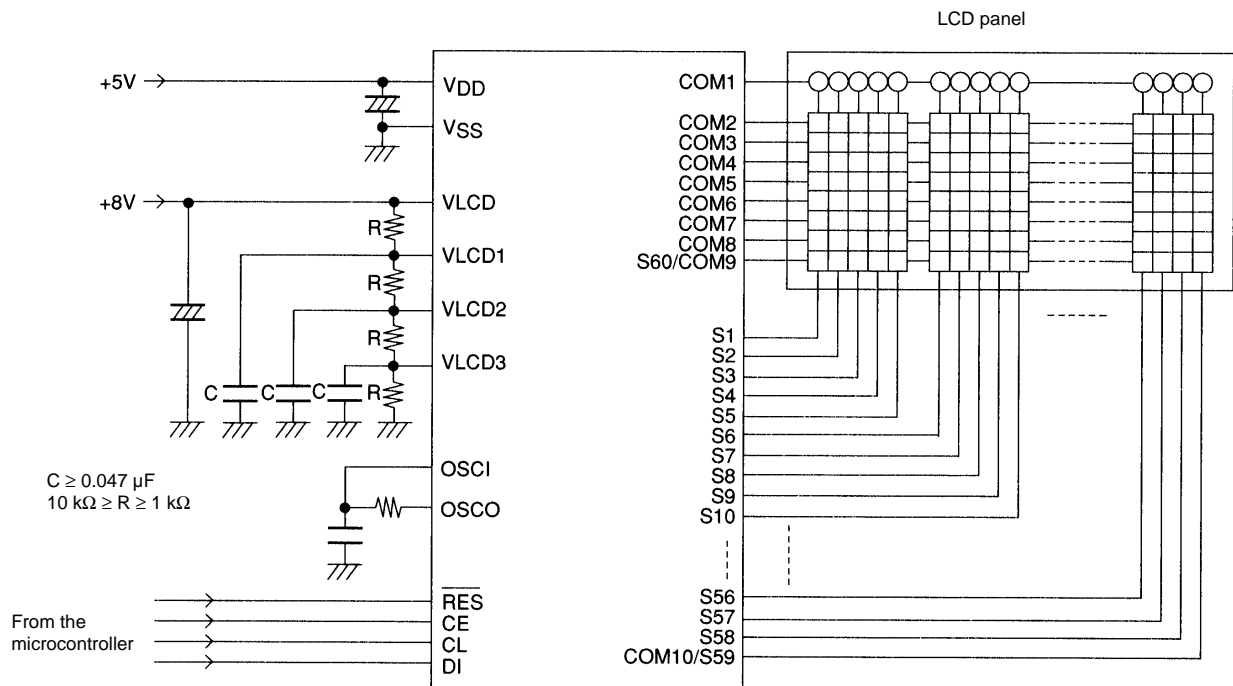 LCD panel
+5V
VDD
VSS
+8V
VLCD
R
VLCD1
R
VLCD2
R
VLCD3
C
C
C
R
C ≥ 0.047 µF
10 kΩ ≥ R ≥ 1 kΩ
OSCI
OSCO
From the
microcontroller
RES
CE
CL
DI
COM1
COM2
COM3
COM4
COM5
COM6
COM7
COM8
S60/COM9
S1
S2
S3
S4
S5
S6
S7
S8
S9
S10
S56
S57
S58
COM10/S59